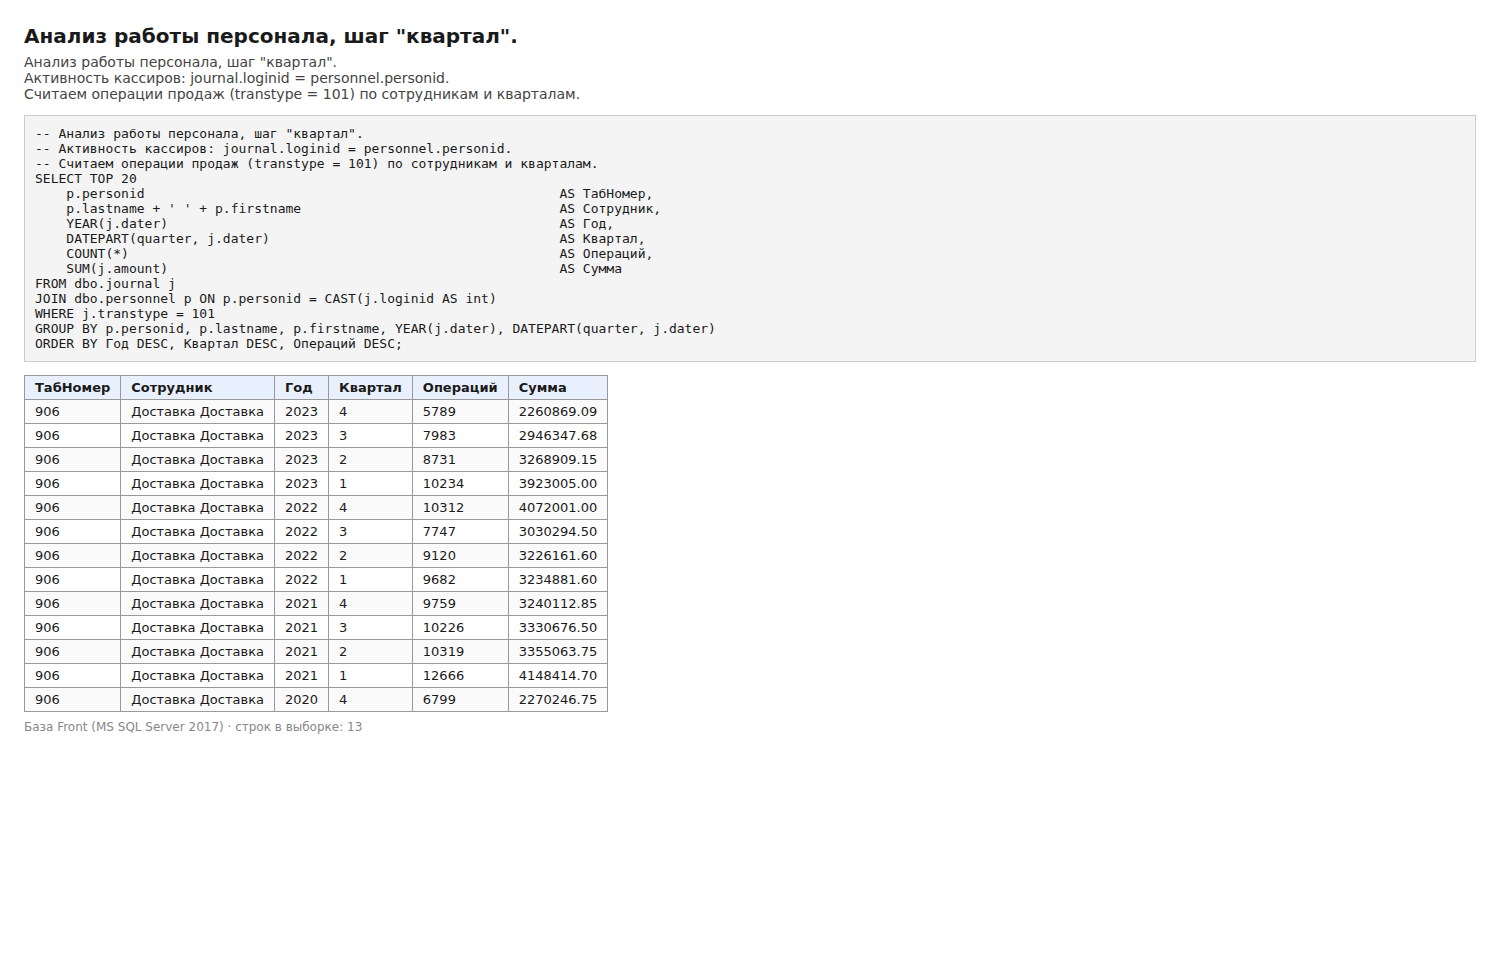 Анализ работы персонала, шаг "квартал".
Анализ работы персонала, шаг "квартал".
Активность кассиров: journal.loginid = personnel.personid.
Считаем операции продаж (transtype = 101) по сотрудникам и кварталам.
-- Анализ работы персонала, шаг "квартал".
-- Активность кассиров: journal.loginid = personnel.personid.
-- Считаем операции продаж (transtype = 101) по сотрудникам и кварталам.
SELECT TOP 20
    p.personid                                                     AS ТабНомер,
    p.lastname + ' ' + p.firstname                                 AS Сотрудник,
    YEAR(j.dater)                                                  AS Год,
    DATEPART(quarter, j.dater)                                     AS Квартал,
    COUNT(*)                                                       AS Операций,
    SUM(j.amount)                                                  AS Сумма
FROM dbo.journal j
JOIN dbo.personnel p ON p.personid = CAST(j.loginid AS int)
WHERE j.transtype = 101
GROUP BY p.personid, p.lastname, p.firstname, YEAR(j.dater), DATEPART(quarter, j.dater)
ORDER BY Год DESC, Квартал DESC, Операций DESC;
ТабНомер Сотрудник Год Квартал Операций Сумма
906 Доставка Доставка 2023 4 5789 2260869.09
906 Доставка Доставка 2023 3 7983 2946347.68
906 Доставка Доставка 2023 2 8731 3268909.15
906 Доставка Доставка 2023 1 10234 3923005.00
906 Доставка Доставка 2022 4 10312 4072001.00
906 Доставка Доставка 2022 3 7747 3030294.50
906 Доставка Доставка 2022 2 9120 3226161.60
906 Доставка Доставка 2022 1 9682 3234881.60
906 Доставка Доставка 2021 4 9759 3240112.85
906 Доставка Доставка 2021 3 10226 3330676.50
906 Доставка Доставка 2021 2 10319 3355063.75
906 Доставка Доставка 2021 1 12666 4148414.70
906 Доставка Доставка 2020 4 6799 2270246.75
База Front (MS SQL Server 2017) · строк в выборке: 13